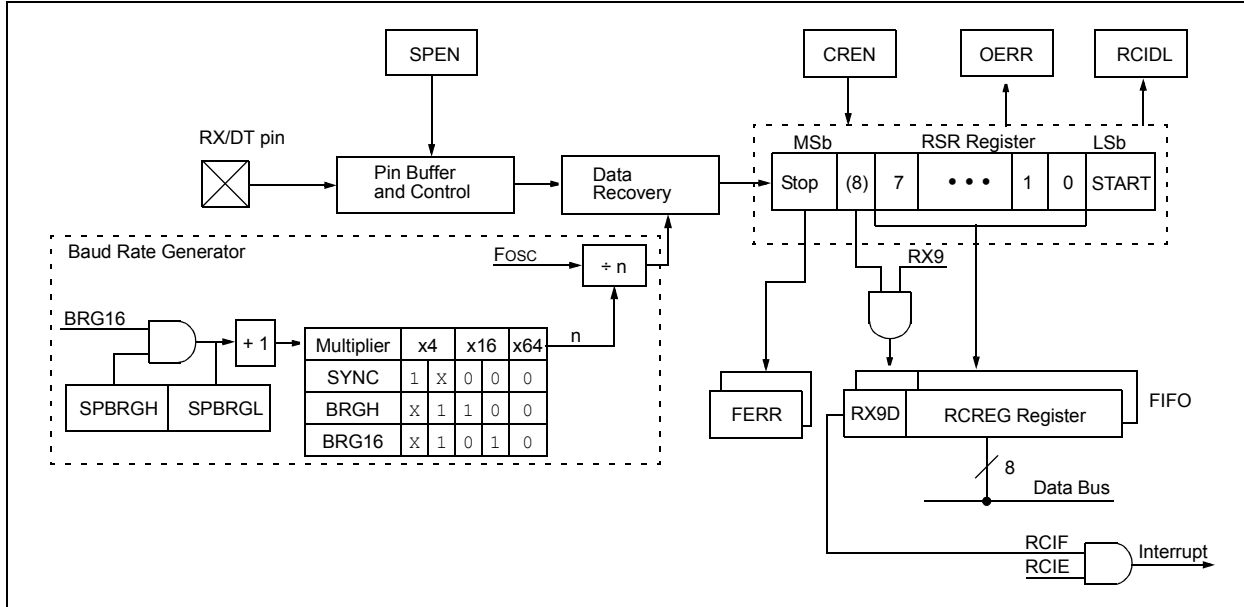 SPEN
CREN
OERR
RCIDL
RX/DT pin
Pin Buffer
and Control
Data
Recovery
MSb
RSR Register
LSb
Stop (8) 7 • • • 1 0 START
Baud Rate Generator
FOSC
÷ n
RX9
BRG16
+ 1
n
SPBRGH SPBRGL
Multiplier x4 x16 x64
SYNC 1 X 0 0 0
BRGH X 1 1 0 0
BRG16 X 1 0 1 0
FERR
RX9D RCREG Register
FIFO
8
Data Bus
RCIF
RCIE
Interrupt